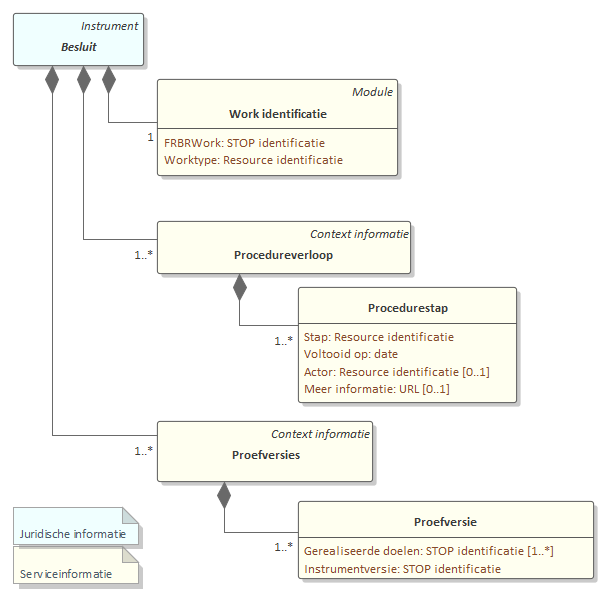 Instrument
Besluit
Module
Work identificatie
FRBRWork: STOP identificatie
Worktype: Resource identificatie
1
Context informatie
Procedureverloop
1..*
Procedurestap
Stap: Resource identificatie
Voltooid op: date
Actor: Resource identificatie [0..1]
Meer informatie: URL [0..1]
1..*
Context informatie
Proefversies
1..*
Proefversie
Gerealiseerde doelen: STOP identificatie [1..*]
Instrumentversie: STOP identificatie
1..*
Juridische informatie
Serviceinformatie